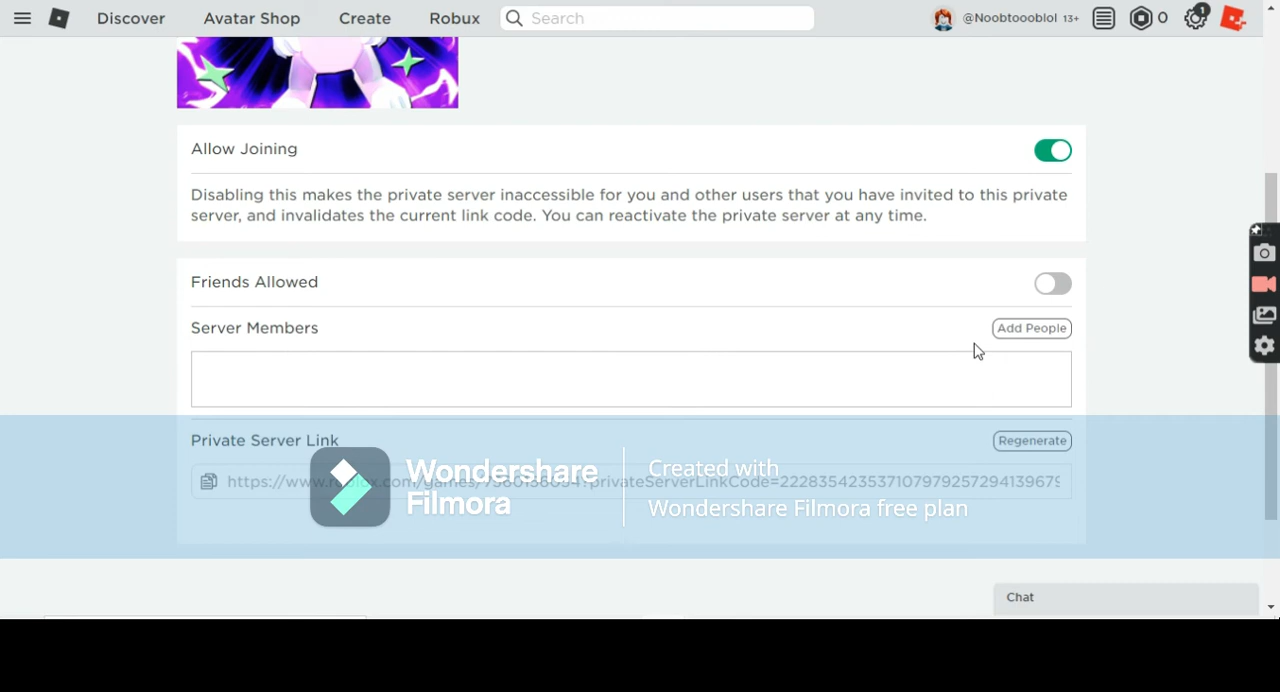 Discover Avatar Shop Create Robux Search @Noobtoooblol 13+ 0 1
Allow Joining
Disabling this makes the private server inaccessible for you and other users that you have invited to this private
server, and invalidates the current link code. You can reactivate the private server at any time.
Friends Allowed
Server Members Add People
Private Server Link Regenerate
Wondershare
Filmora
Created with
Wondershare Filmora free plan
Chat